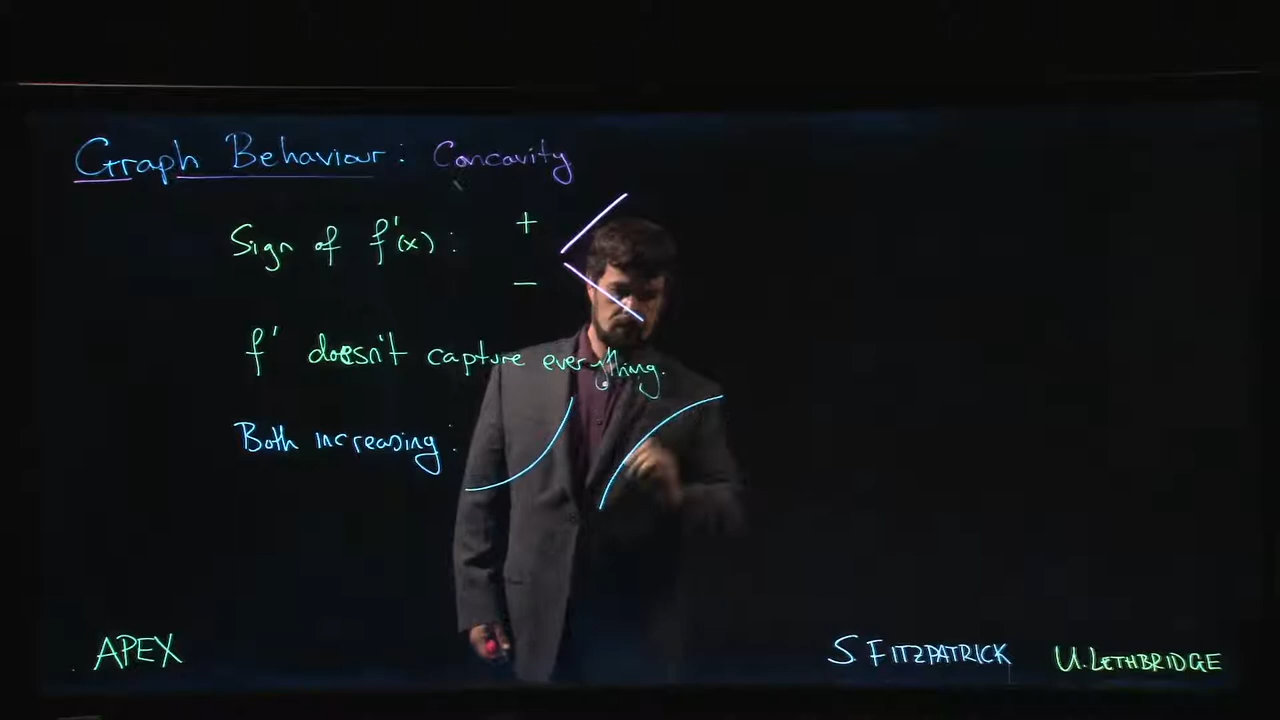 Graph Behaviour: Concavity
Sign of f'(x): +
−
f' doesn't capture everything.
Both increasing:
APEX
S FITZPATRICK
U. LETHBRIDGE